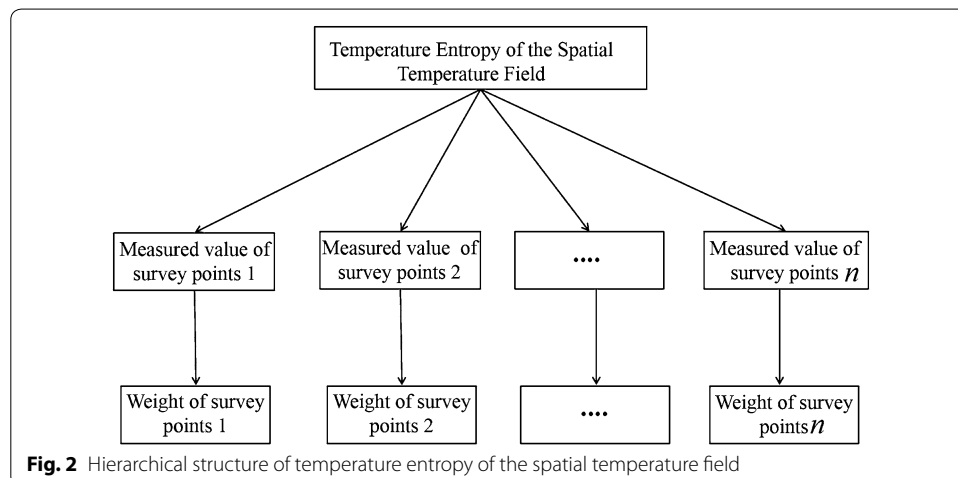 Temperature Entropy of the Spatial
Temperature Field
Measured value of
survey points 1
Measured value of
survey points 2
....
Measured value of
survey points n
Weight of survey
points 1
Weight of survey
points 2
....
Weight of survey
points n
Fig. 2 Hierarchical structure of temperature entropy of the spatial temperature field